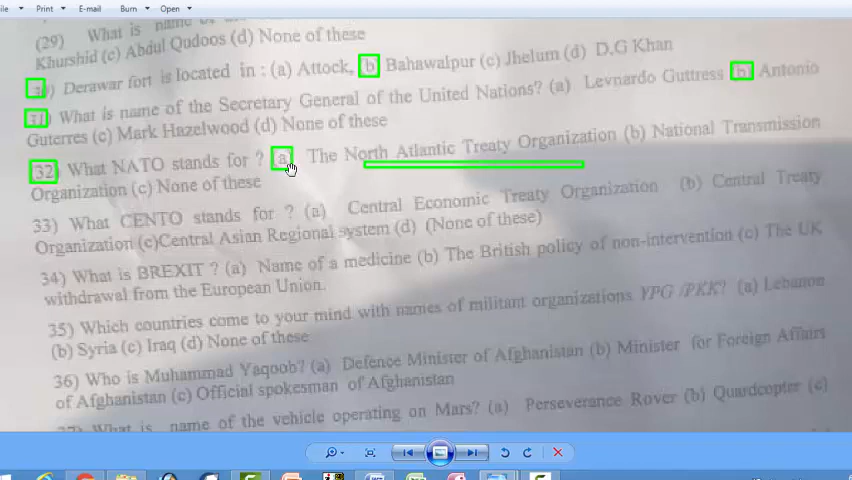 ile Print Burn Open
(29) What is name of
Khurshid (c) Abdul Qudoos (d) None of these
Derawar fort is located in : (a) Attock, b Bahawalpur (c) Jhelum (d) D.G Khan
31) What is name of the Secretary General of the United Nations? (a) Levnardo Guttress (b) Antonio
Guterres (c) Mark Hazelwood (d) None of these
32) What NATO stands for ? (a) The North Atlantic Treaty Organization (b) National Transmission
Organization (c) None of these
33) What CENTO stands for ? (a) Central Economic Treaty Organization (b) Central Treaty
Organization (c)Central Asian Regional system (d) (None of these)
34) What is BREXIT ? (a) Name of a medicine (b) The British policy of non-intervention (c) The UK
withdrawal from the European Union.
35) Which countries come to your mind with names of militant organizations YPG /PKK? (a) Lebanon
(b) Syria (c) Iraq (d) None of these
36) Who is Muhammad Yaqoob? (a) Defence Minister of Afghanistan (b) Minister for Foreign Affairs
of Afghanistan (c) Official spokesman of Afghanistan
What is name of the vehicle operating on Mars? (a) Perseverance Rover (b) Quardcopter (c)